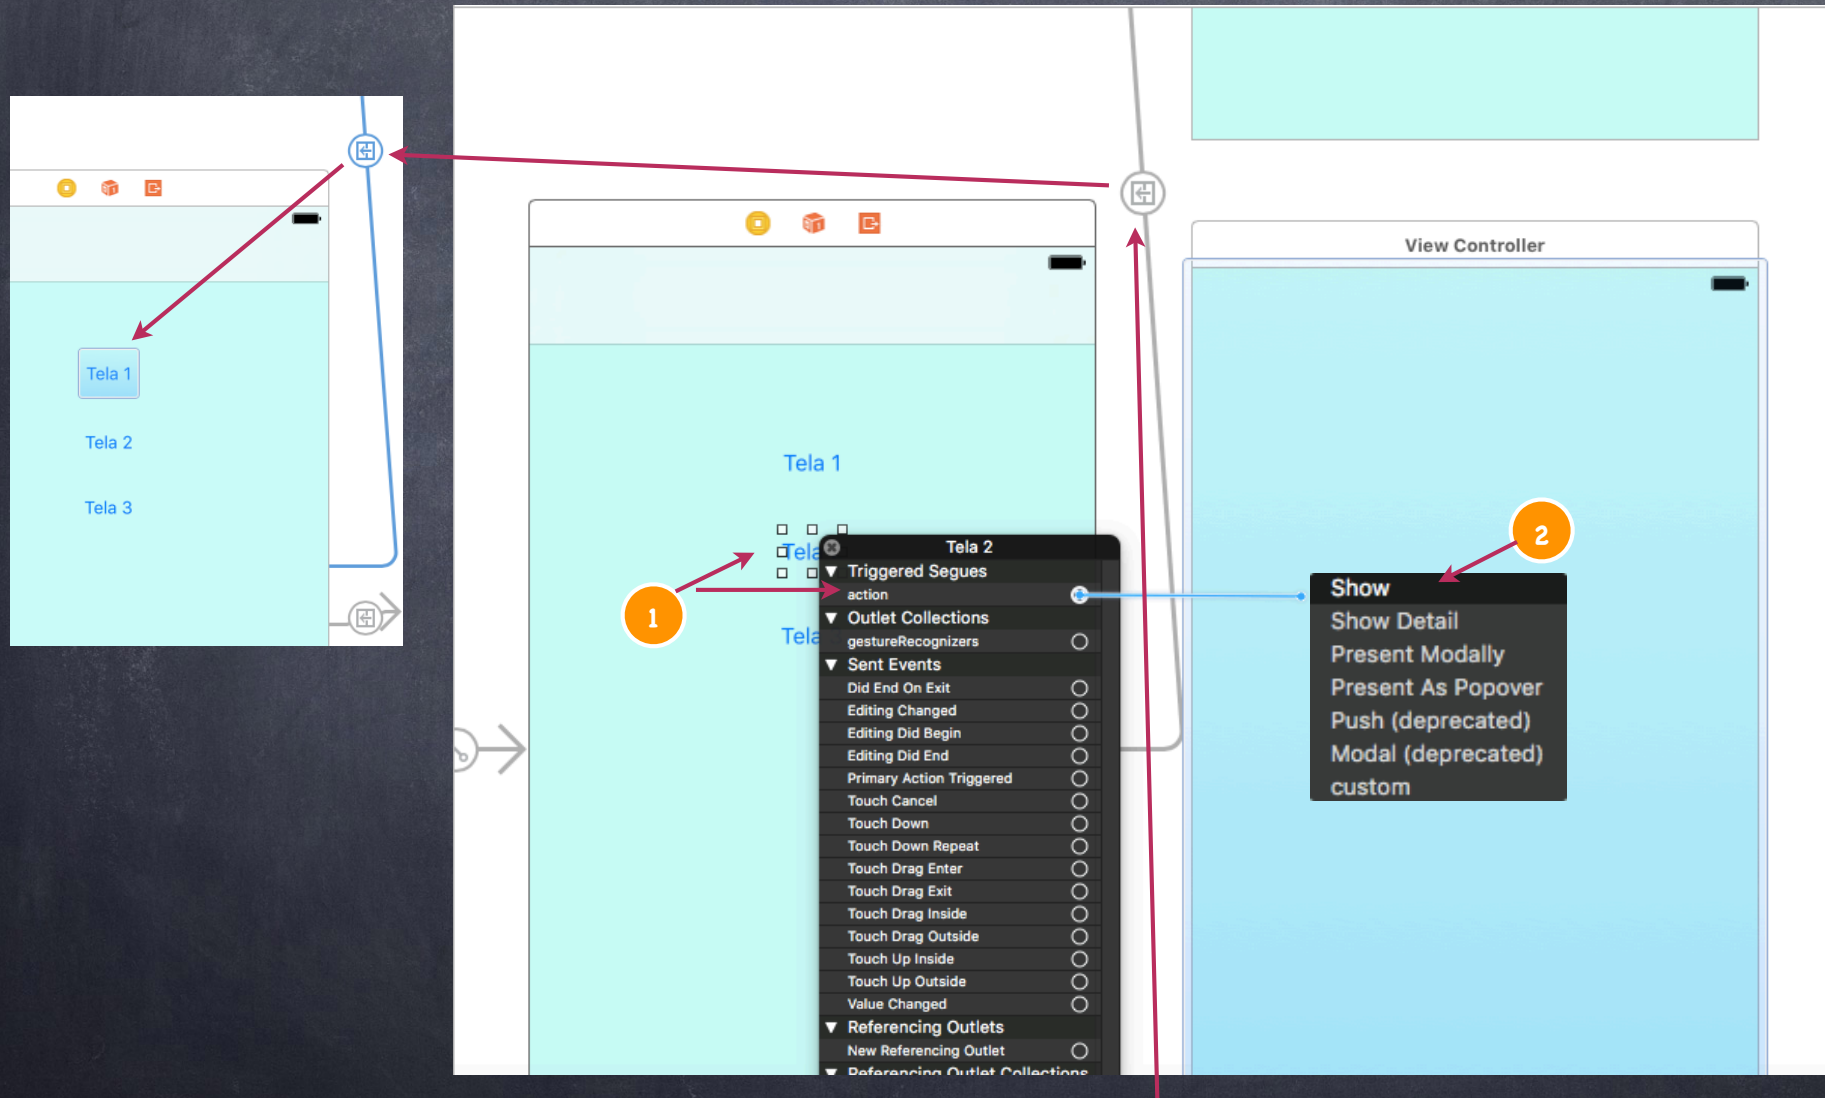 Tela 1
Tela 2
Tela 3
View Controller
Tela 1
Tela
Tela
1
Tela 2
Triggered Segues
action
Outlet Collections
gestureRecognizers
Sent Events
Did End On Exit
Editing Changed
Editing Did Begin
Editing Did End
Primary Action Triggered
Touch Cancel
Touch Down
Touch Down Repeat
Touch Drag Enter
Touch Drag Exit
Touch Drag Inside
Touch Drag Outside
Touch Up Inside
Touch Up Outside
Value Changed
Referencing Outlets
New Referencing Outlet
Referencing Outlet Collections
2
Show
Show Detail
Present Modally
Present As Popover
Push (deprecated)
Modal (deprecated)
custom